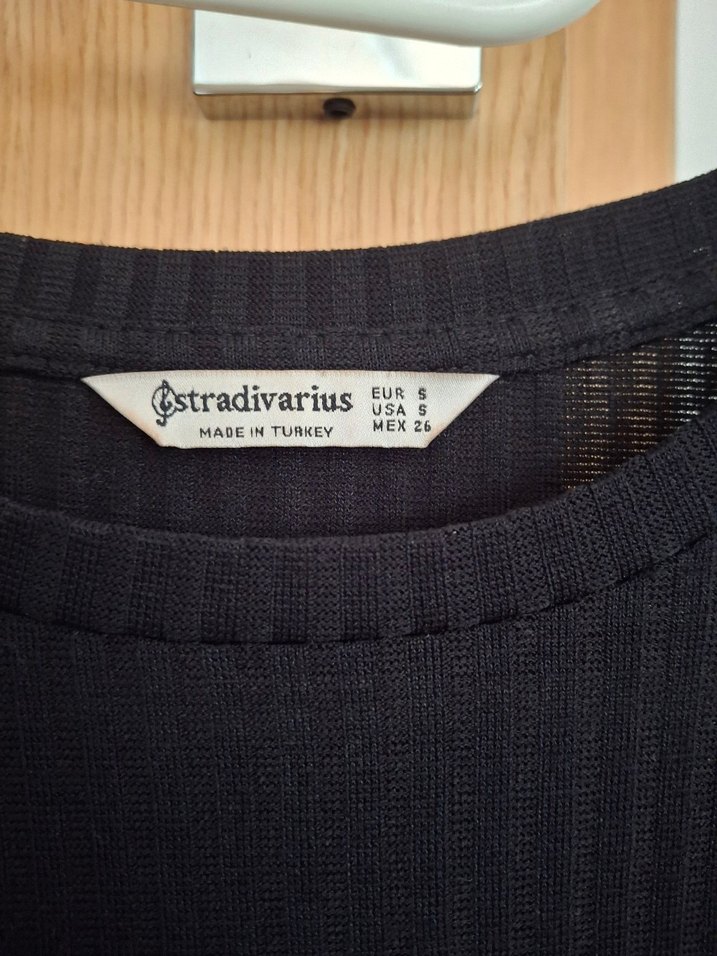 stradivarius
MADE IN TURKEY
EUR S
USA S
MEX 26